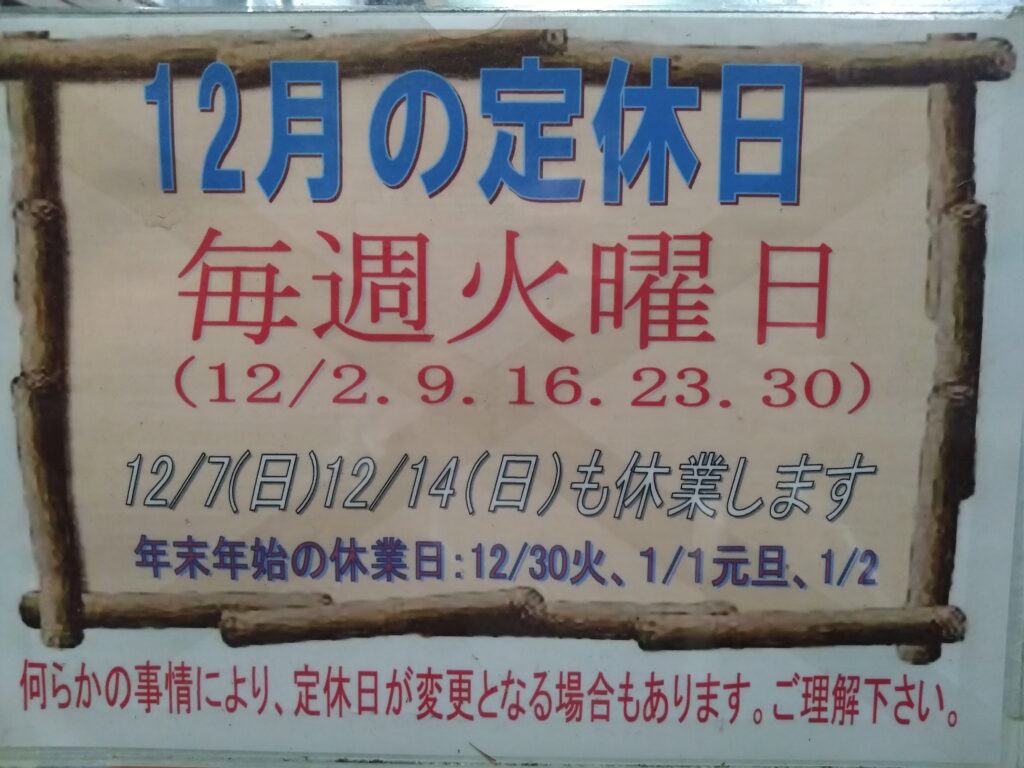 12月の定休日
毎週火曜日
（12/2.9.16.23.30）
12/7(日)12/14(日)も休業します
年末年始の休業日:12/30火、1/1元旦、1/2
何らかの事情により、定休日が変更となる場合もあります。ご理解下さい。